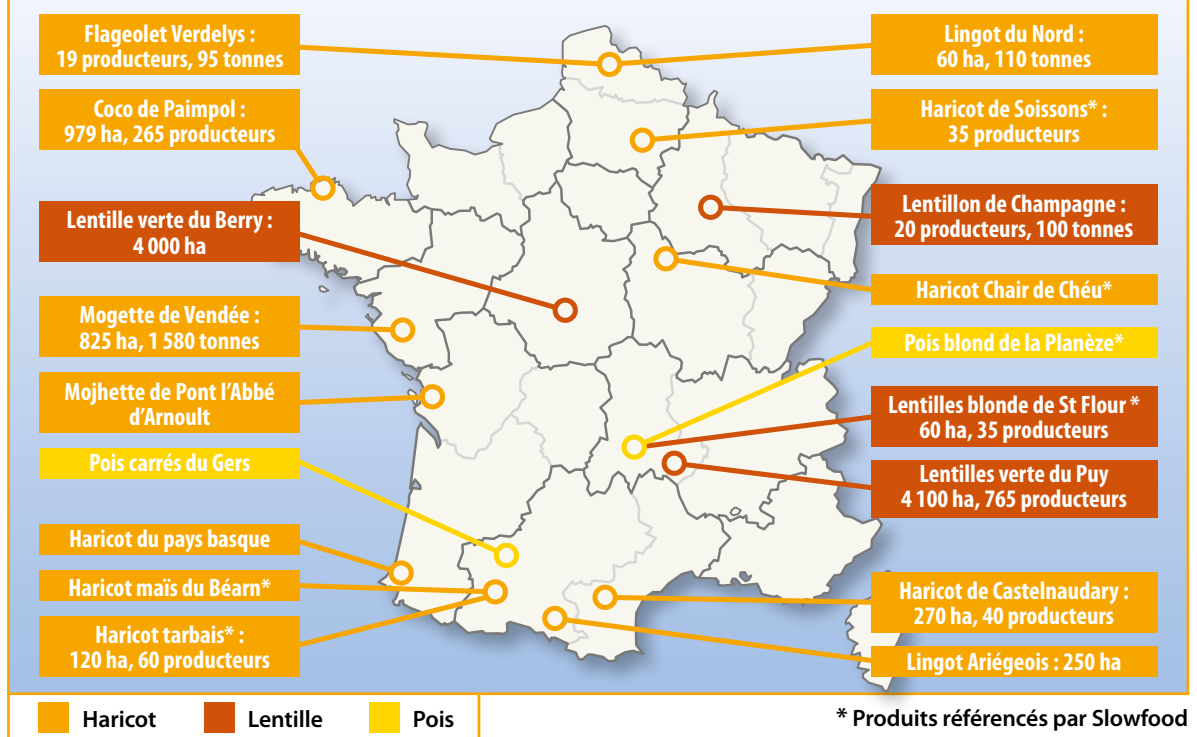 Flageolet Verdelys :
19 producteurs, 95 tonnes
Coco de Paimpol :
979 ha, 265 producteurs
Lentille verte du Berry :
4 000 ha
Mogette de Vendée :
825 ha, 1 580 tonnes
Mojhette de Pont l'Abbé
d'Arnoult
Pois carrés du Gers
Haricot du pays basque
Haricot maïs du Béarn*
Haricot tarbais* :
120 ha, 60 producteurs
Lingot du Nord :
60 ha, 110 tonnes
Haricot de Soissons* :
35 producteurs
Lentillon de Champagne :
20 producteurs, 100 tonnes
Haricot Chair de Chéu*
Pois blond de la Planèze*
Lentilles blonde de St Flour *
60 ha, 35 producteurs
Lentilles verte du Puy
4 100 ha, 765 producteurs
Haricot de Castelnaudary :
270 ha, 40 producteurs
Lingot Ariégeois : 250 ha
Haricot
Lentille
Pois
* Produits référencés par Slowfood